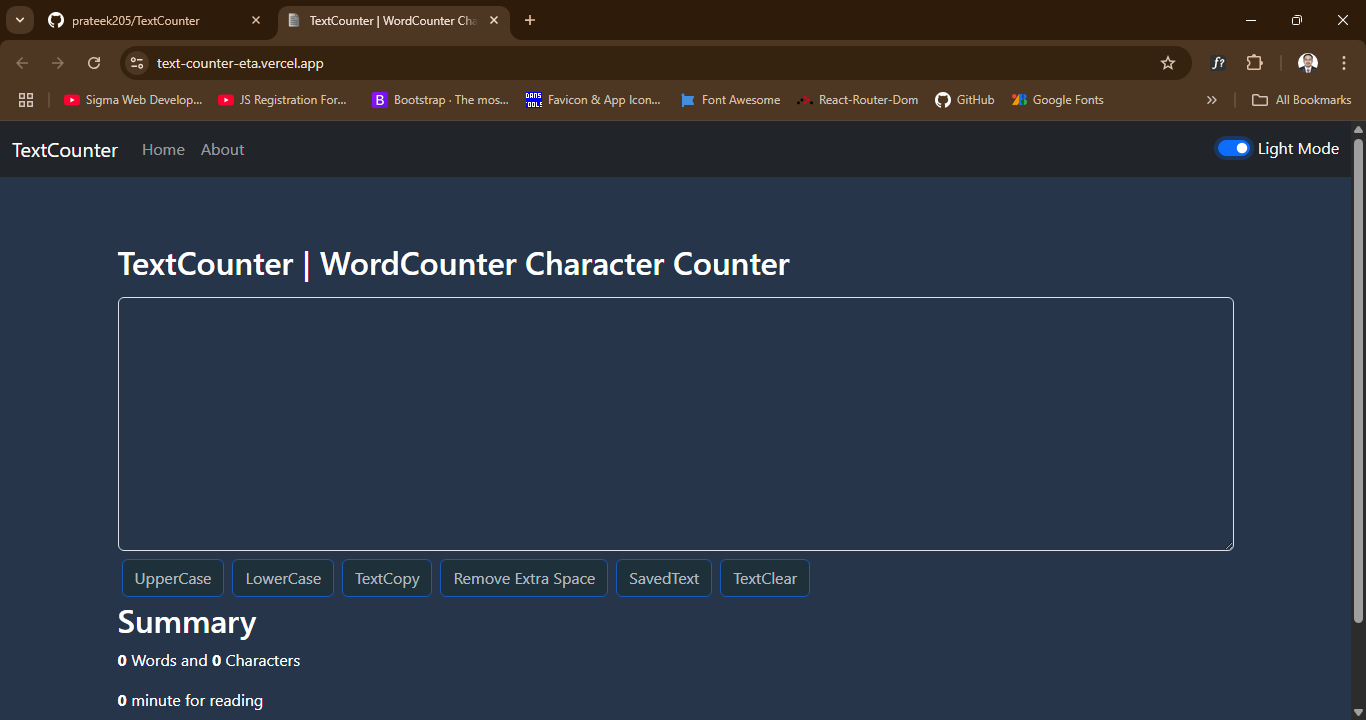 prateek205/TextCounter
TextCounter | WordCounter Cha
text-counter-eta.vercel.app
f?
Sigma Web Develop... JS Registration For... B Bootstrap · The mos... DANS TOOLS Favicon & App Icon... Font Awesome React-Router-Dom GitHub Google Fonts » All Bookmarks
TextCounter Home About Light Mode
TextCounter | WordCounter Character Counter
UpperCase LowerCase TextCopy Remove Extra Space SavedText TextClear
Summary
0 Words and 0 Characters
0 minute for reading